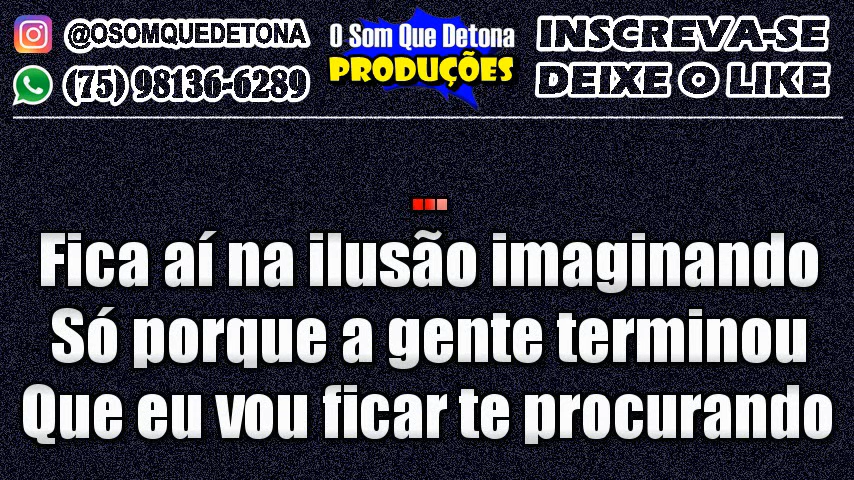 @OSOMQUEDETONA
(75) 98136-6289
O Som Que Detona
PRODUÇÕES
INSCREVA-SE
DEIXE O LIKE
Fica aí na ilusão imaginando
Só porque a gente terminou
Que eu vou ficar te procurando